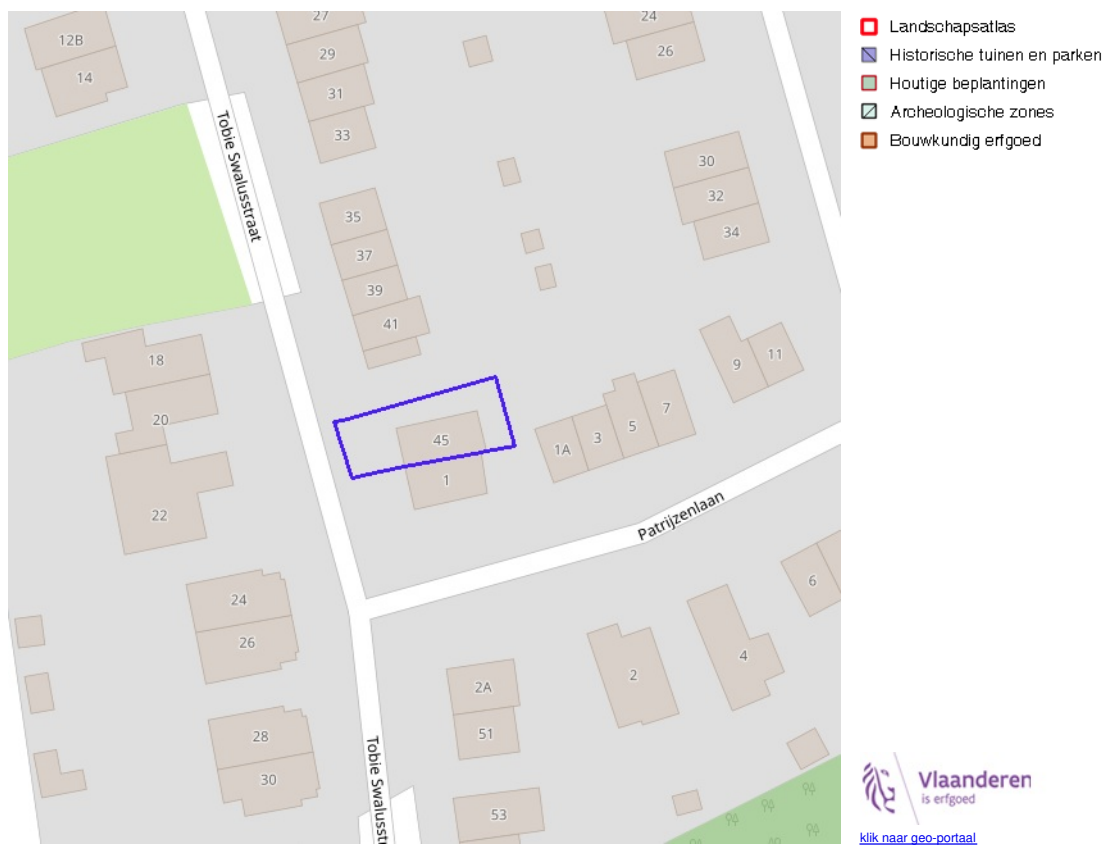 12B
14
27
29
31
33
24
26
Tobie Swalusstraat
30
32
34
35
37
39
41
18
20
22
45
1
1A
3
5
7
9
11
Patrijzenlaan
24
26
28
30
2A
51
53
2
4
6
Tobie Swalusstr
Landschapsatlas
Historische tuinen en parken
Houtige beplantingen
Archeologische zones
Bouwkundig erfgoed
Vlaanderen
is erfgoed
klik naar geo-portaal